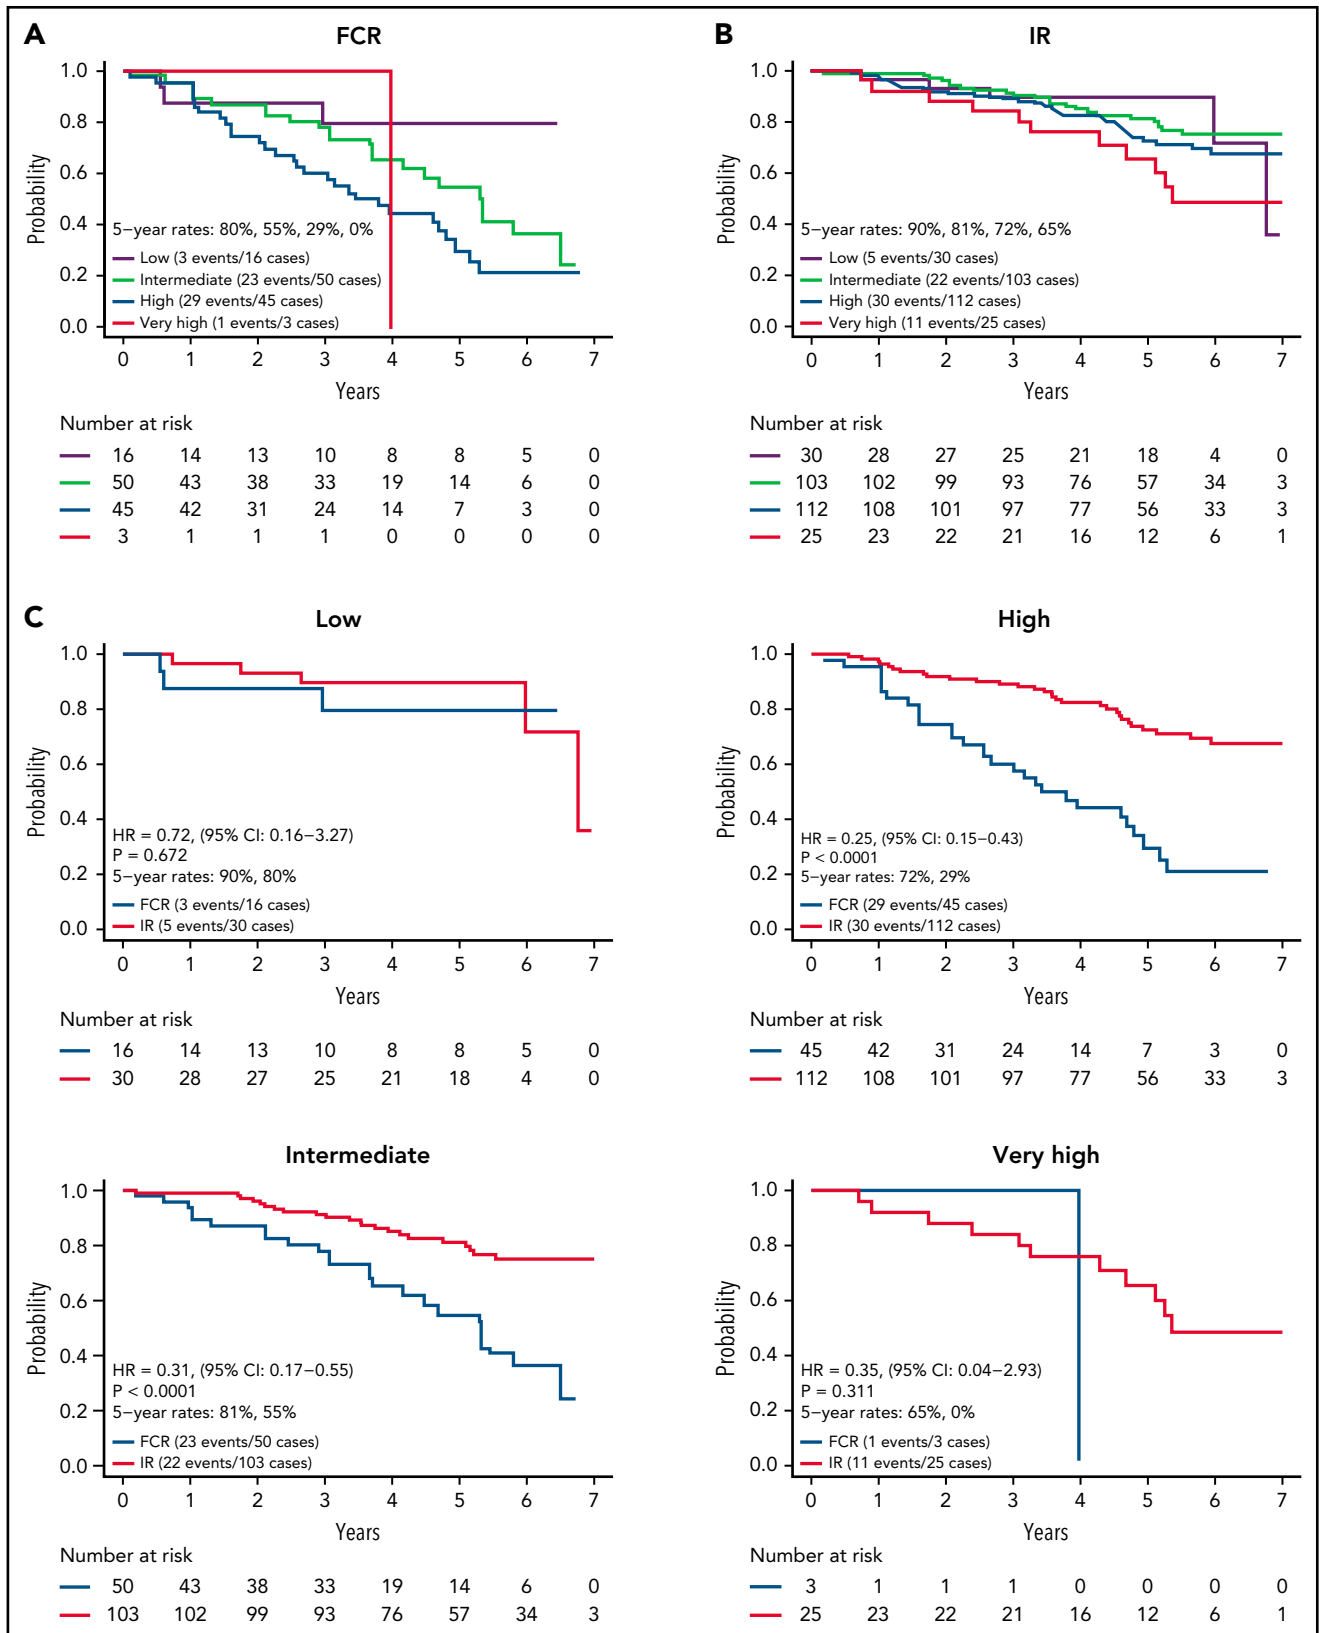 A
FCR
1.0
0.8
0.6
0.4
0.2
0.0
Probability
5–year rates: 80%, 55%, 29%, 0%
Low (3 events/16 cases)
Intermediate (23 events/50 cases)
High (29 events/45 cases)
Very high (1 events/3 cases)
0 1 2 3 4 5 6 7
Years
Number at risk
16 14 13 10 8 8 5 0
50 43 38 33 19 14 6 0
45 42 31 24 14 7 3 0
3 1 1 1 0 0 0 0
B
IR
1.0
0.8
0.6
0.4
0.2
0.0
Probability
5–year rates: 90%, 81%, 72%, 65%
Low (5 events/30 cases)
Intermediate (22 events/103 cases)
High (30 events/112 cases)
Very high (11 events/25 cases)
0 1 2 3 4 5 6 7
Years
Number at risk
30 28 27 25 21 18 4 0
103 102 99 93 76 57 34 3
112 108 101 97 77 56 33 3
25 23 22 21 16 12 6 1
C
Low
1.0
0.8
0.6
0.4
0.2
0.0
Probability
HR = 0.72, (95% CI: 0.16–3.27)
P = 0.672
5–year rates: 90%, 80%
FCR (3 events/16 cases)
IR (5 events/30 cases)
0 1 2 3 4 5 6 7
Years
Number at risk
16 14 13 10 8 8 5 0
30 28 27 25 21 18 4 0
High
1.0
0.8
0.6
0.4
0.2
0.0
Probability
HR = 0.25, (95% CI: 0.15–0.43)
P < 0.0001
5–year rates: 72%, 29%
FCR (29 events/45 cases)
IR (30 events/112 cases)
0 1 2 3 4 5 6 7
Years
Number at risk
45 42 31 24 14 7 3 0
112 108 101 97 77 56 33 3
Intermediate
1.0
0.8
0.6
0.4
0.2
0.0
Probability
HR = 0.31, (95% CI: 0.17–0.55)
P < 0.0001
5–year rates: 81%, 55%
FCR (23 events/50 cases)
IR (22 events/103 cases)
0 1 2 3 4 5 6 7
Years
Number at risk
50 43 38 33 19 14 6 0
103 102 99 93 76 57 34 3
Very high
1.0
0.8
0.6
0.4
0.2
0.0
Probability
HR = 0.35, (95% CI: 0.04–2.93)
P = 0.311
5–year rates: 65%, 0%
FCR (1 events/3 cases)
IR (11 events/25 cases)
0 1 2 3 4 5 6 7
Years
Number at risk
3 1 1 1 0 0 0 0
25 23 22 21 16 12 6 1